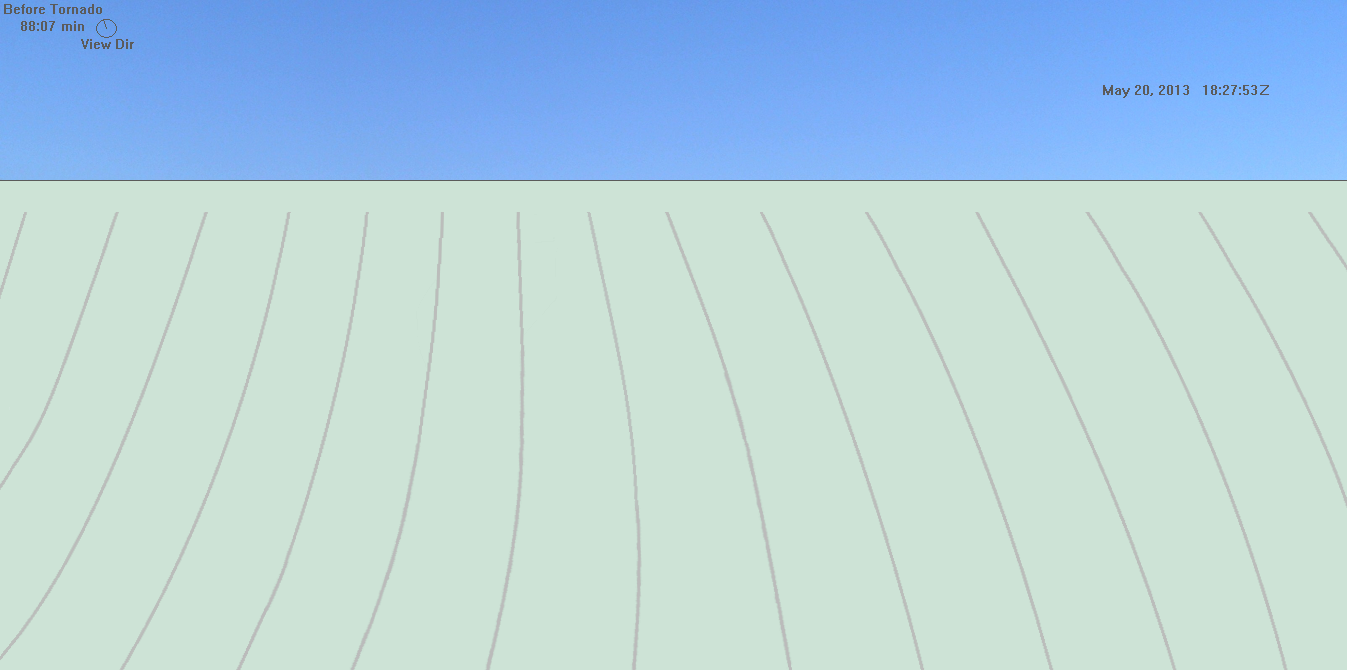 Before Tornado
88:07 min
View Dir
May 20, 2013 18:27:53Z